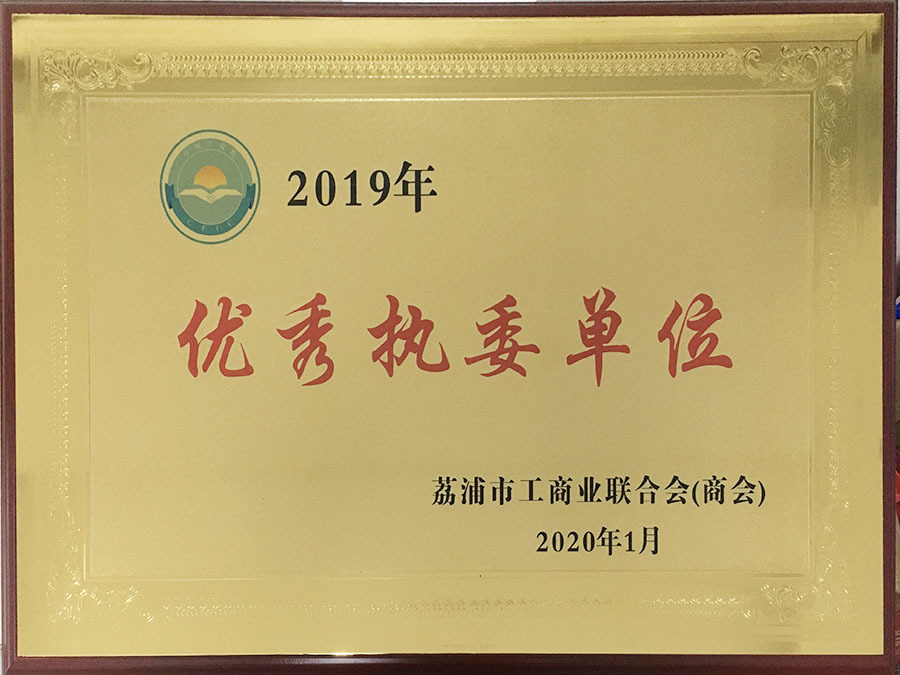 2019年
优秀执委单位
荔浦市工商业联合会(商会)
2020年1月